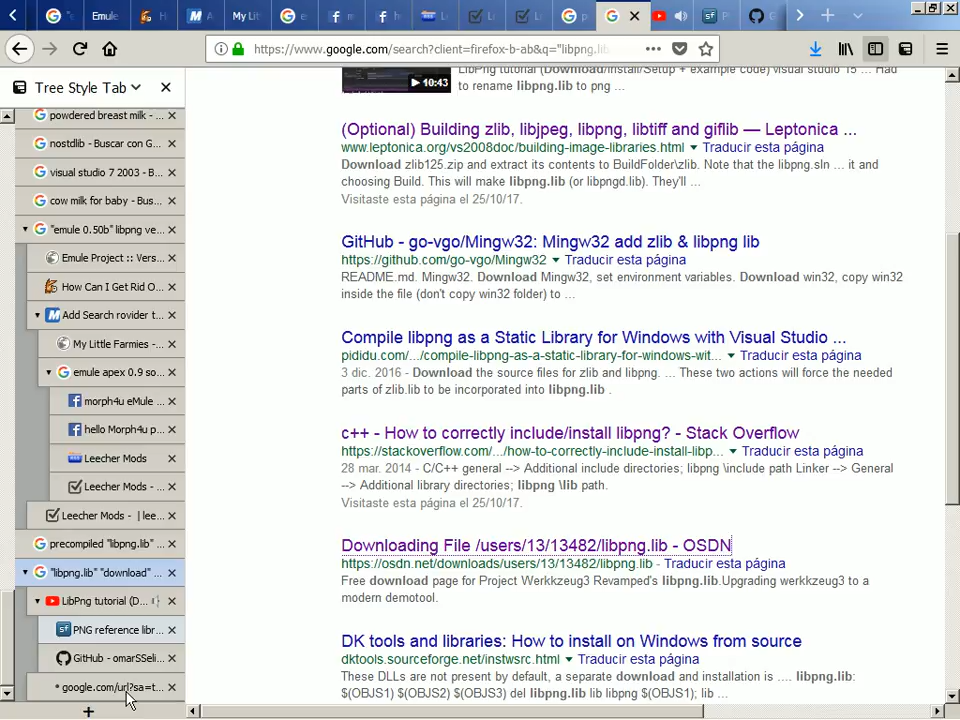 Emule
H
A
My Lit
e
m
h
Le
L
L
p
P
G
https://www.google.com/search?client=firefox-b-ab&q="libpng.lib
Tree Style Tab
powdered breast milk - ...
nostdlib - Buscar con G...
visual studio 7 2003 - B...
cow milk for baby - Bus...
"emule 0.50b" libpng ve...
Emule Project :: Vers...
How Can I Get Rid O...
Add Search rovider t...
My Little Farmies -...
emule apex 0.9 so...
morph4u eMule ...
hello Morph4u p...
Leecher Mods
Leecher Mods - ...
Leecher Mods - | lee...
precompiled "libpng.lib" ...
"libpng.lib" "download" ...
LibPng tutorial (D...
PNG reference libr...
GitHub - omarSSeli...
* google.com/url?sa=t...
10:43
LibPng tutorial (Download/Install/Setup + example code) visual studio 15 ... Had
to rename libpng.lib to png ...
(Optional) Building zlib, libjpeg, libpng, libtiff and giflib — Leptonica ...
www.leptonica.org/vs2008doc/building-image-libraries.html Traducir esta página
Download zlib125.zip and extract its contents to BuildFolder\zlib. Note that the libpng.sln ... it and
choosing Build. This will make libpng.lib (or libpngd.lib). They'll ...
Visitaste esta página el 25/10/17.
GitHub - go-vgo/Mingw32: Mingw32 add zlib & libpng lib
https://github.com/go-vgo/Mingw32 Traducir esta página
README.md. Mingw32. Download Mingw32, set environment variables. Download win32, copy win32
inside the file (don't copy win32 folder) to ...
Compile libpng as a Static Library for Windows with Visual Studio ...
pididu.com/.../compile-libpng-as-a-static-library-for-windows-wit... Traducir esta página
3 dic. 2016 - Download the source files for zlib and libpng. ... These two actions will force the needed
parts of zlib.lib to be incorporated into libpng.lib .
c++ - How to correctly include/install libpng? - Stack Overflow
https://stackoverflow.com/.../how-to-correctly-include-install-libp... Traducir esta página
28 mar. 2014 - C/C++ general --> Additional include directories; libpng \include path Linker --> General
--> Additional library directories; libpng \lib path.
Visitaste esta página el 25/10/17.
Downloading File /users/13/13482/libpng.lib - OSDN
https://osdn.net/downloads/users/13/13482/libpng.lib - Traducir esta página
Free download page for Project Werkkzeug3 Revamped's libpng.lib.Upgrading werkkzeug3 to a
modern demotool.
DK tools and libraries: How to install on Windows from source
dktools.sourceforge.net/instwsrc.html Traducir esta página
These DLLs are not present by default, a separate download and installation is .... libpng.lib:
$(OBJS1) $(OBJS2) $(OBJS3) del libpng.lib lib libpng $(OBJS1); lib ...